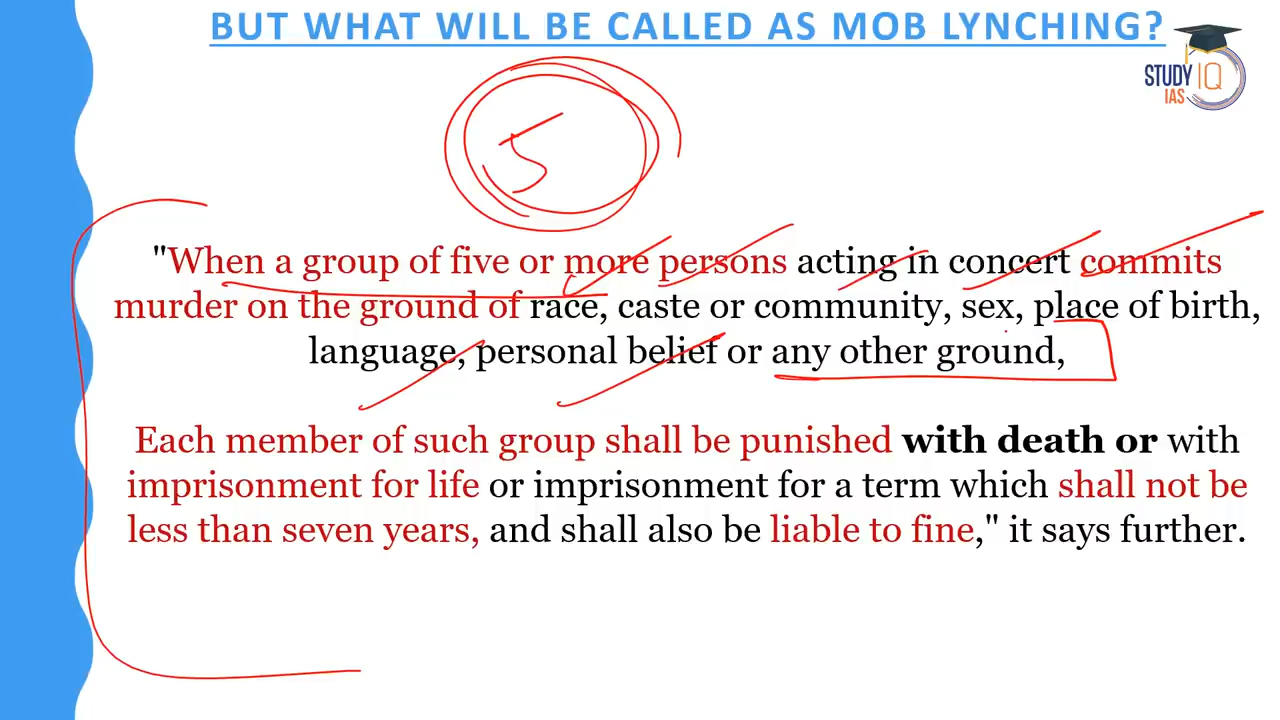 BUT WHAT WILL BE CALLED AS MOB LYNCHING?
STUDY IQ
IAS
5
"When a group of five or more persons acting in concert commits
murder on the ground of race, caste or community, sex, place of birth,
language, personal belief or any other ground,
Each member of such group shall be punished with death or with
imprisonment for life or imprisonment for a term which shall not be
less than seven years, and shall also be liable to fine," it says further.